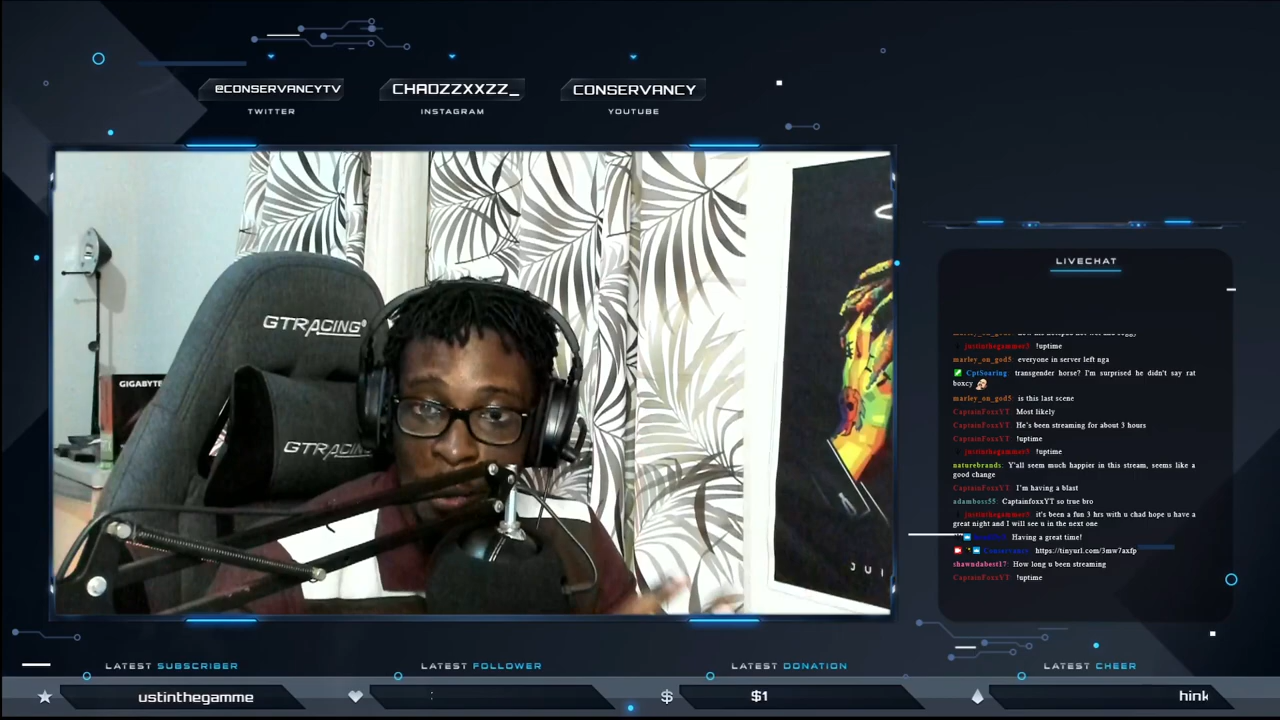 @CONSERVANCYTV
CHADZZXXZZ_
CONSERVANCY
TWITTER
INSTAGRAM
YOUTUBE
GTRACING®
GTRACING
GIGABYTE
JUI
LIVECHAT
justinthegammer3 !uptime
marley_on_god5: everyone in server left nga
CptSoaring: transgender horse? I'm surprised he didn't say rat
boxcy
marley_on_god5: is this last scene
CaptainFoxxYT: Most likely
CaptainFoxxYT: He's been streaming for about 3 hours
CaptainFoxxYT: !uptime
justinthegammer3 !uptime
naturebrands: Y'all seem much happier in this stream, seems like a
good change
CaptainFoxxYT: I'm having a blast
adamboss55: CaptainfoxxYT so true bro
justinthegammer3 it's been a fun 3 hrs with u chad hope u have a
great night and I will see u in the next one
Having a great time!
Conservancy: https://tinyurl.com/3mw7axfp
shawudabest17: How long u been streaming
CaptainFoxxYT: !uptime
LATEST SUBSCRIBER
LATEST FOLLOWER
LATEST DONATION
LATEST CHEER
ustinthegamme
:
$ $1
hink